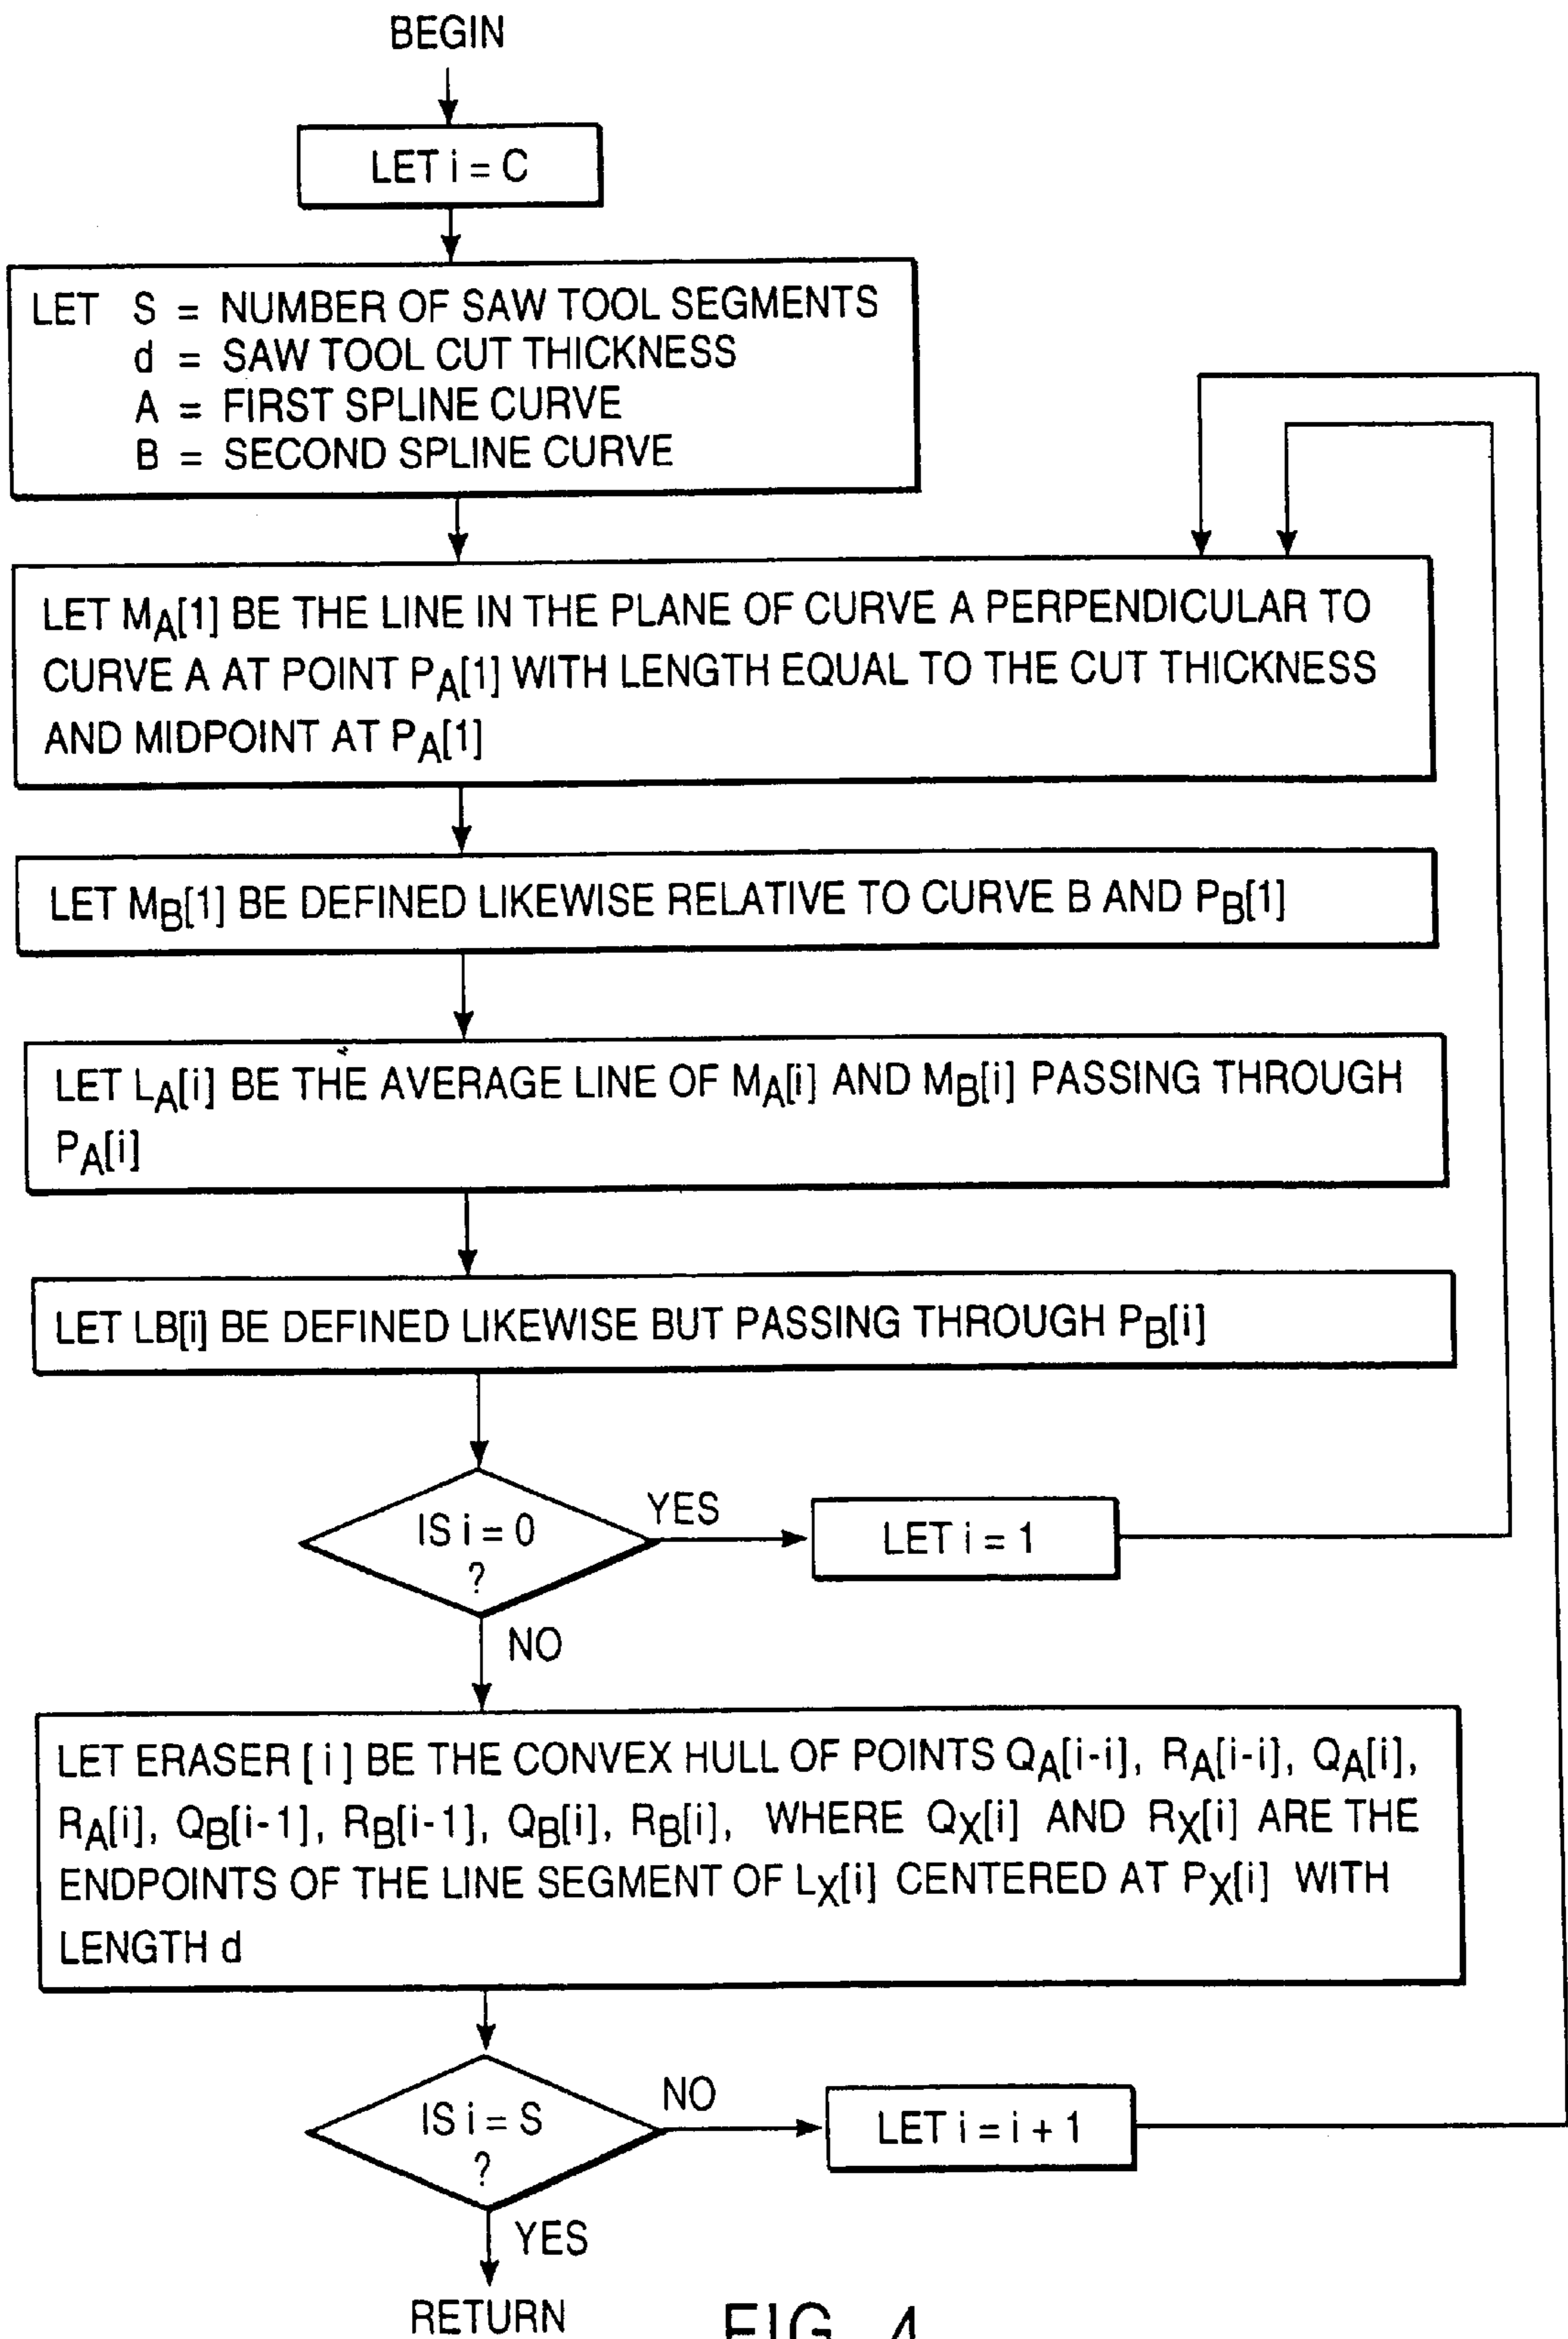 BEGIN
LET i = C
LET S = NUMBER OF SAW TOOL SEGMENTS
d = SAW TOOL CUT THICKNESS
A = FIRST SPLINE CURVE
B = SECOND SPLINE CURVE
LET MA[1] BE THE LINE IN THE PLANE OF CURVE A PERPENDICULAR TO
CURVE A AT POINT PA[1] WITH LENGTH EQUAL TO THE CUT THICKNESS
AND MIDPOINT AT PA[1]
LET MB[1] BE DEFINED LIKEWISE RELATIVE TO CURVE B AND PB[1]
LET LA[i] BE THE AVERAGE LINE OF MA[i] AND MB[i] PASSING THROUGH
PA[i]
LET LB[i] BE DEFINED LIKEWISE BUT PASSING THROUGH PB[i]
IS i = 0
?
YES
LET i = 1
NO
LET ERASER [ i ] BE THE CONVEX HULL OF POINTS QA[i-i], RA[i-i], QA[i],
RA[i], QB[i-1], RB[i-1], QB[i], RB[i], WHERE QX[i] AND RX[i] ARE THE
ENDPOINTS OF THE LINE SEGMENT OF LX[i] CENTERED AT PX[i] WITH
LENGTH d
IS i = S
?
NO
LET i = i + 1
YES
RETURN
FIG. 4